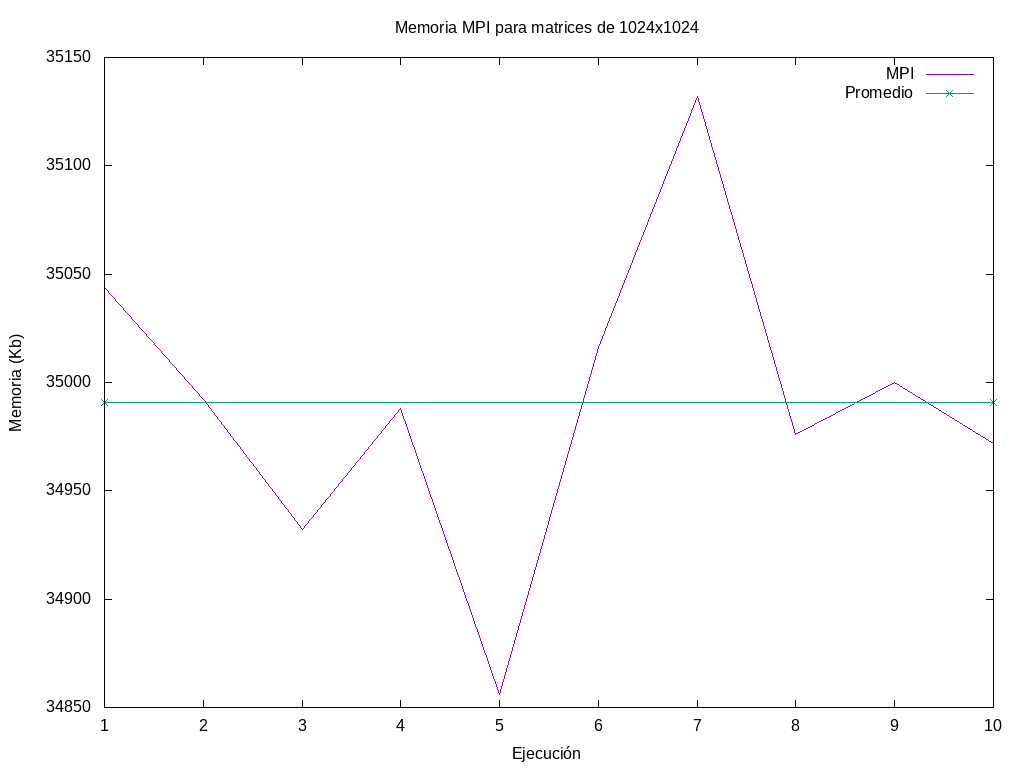 Memoria MPI para matrices de 1024x1024
35150
35100
35050
35000
34950
34900
34850
Memoria (Kb)
MPI
Promedio
1 2 3 4 5 6 7 8 9 10
Ejecución